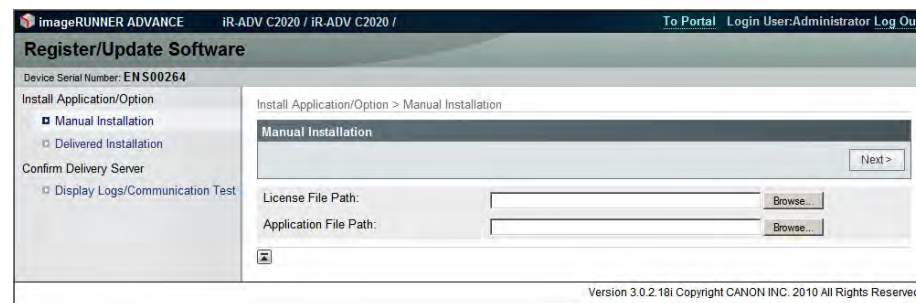 imageRUNNER ADVANCE iR-ADV C2020 / iR-ADV C2020 / To Portal Login User:Administrator Log Ou
Register/Update Software
Device Serial Number: ENS00264
Install Application/Option
Manual Installation
Delivered Installation
Confirm Delivery Server
Display Logs/Communication Test
Install Application/Option > Manual Installation
Manual Installation
Next >
License File Path: Browse...
Application File Path: Browse...
Version 3.0.2.18i Copyright CANON INC. 2010 All Rights Reserved